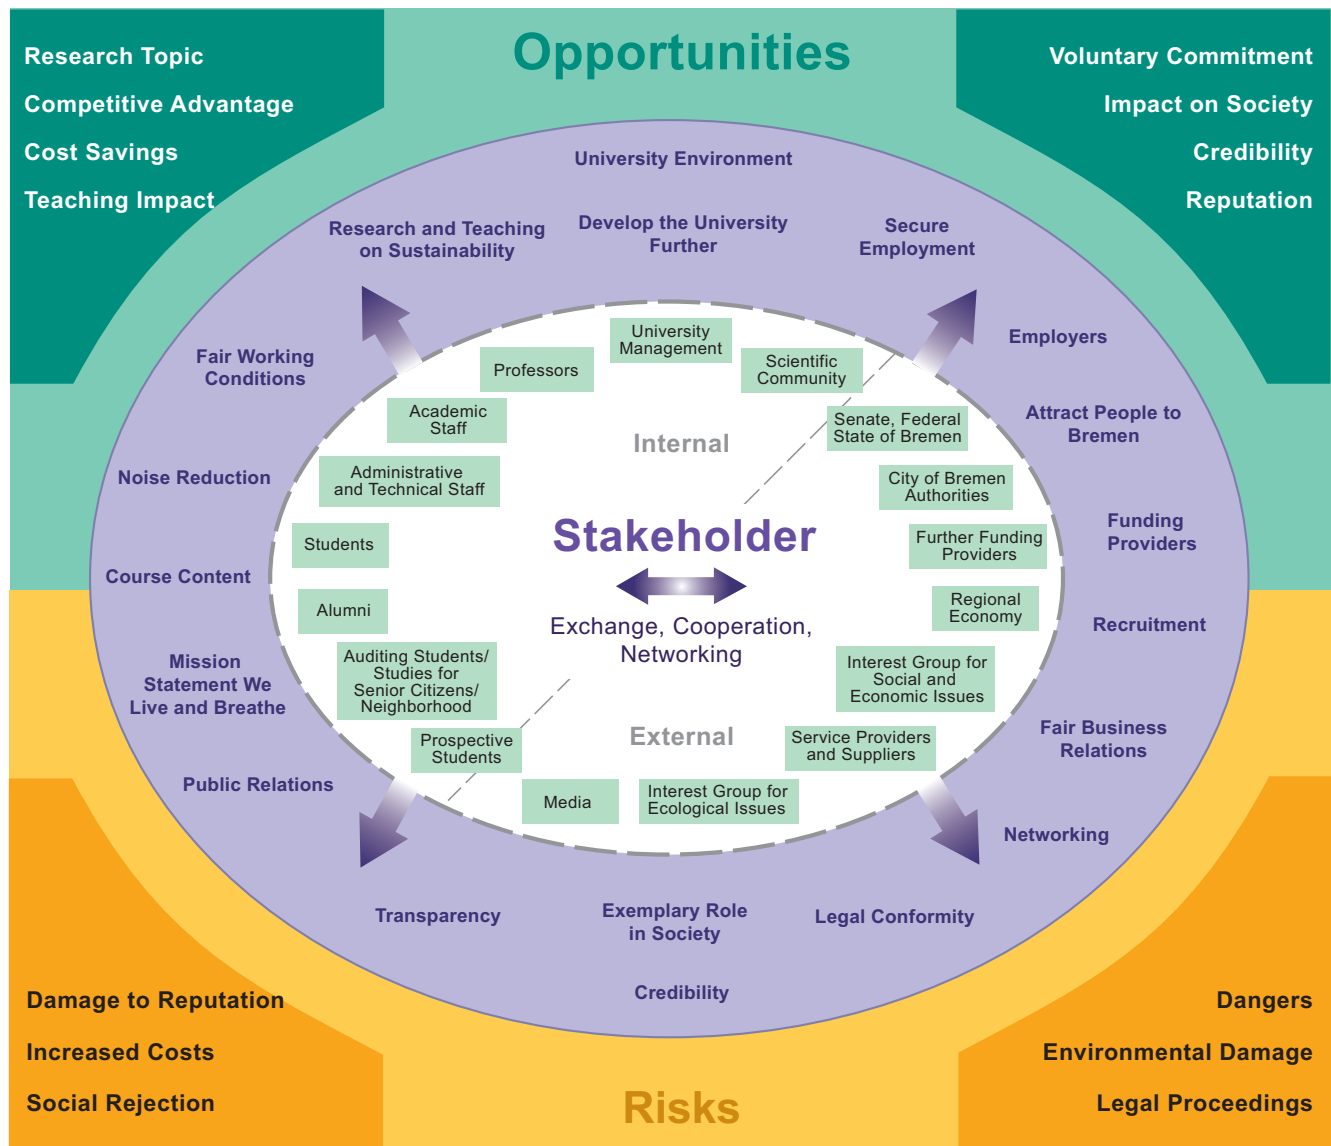 Opportunities
Research Topic
Competitive Advantage
Cost Savings
Teaching Impact
Voluntary Commitment
Impact on Society
Credibility
Reputation
University Environment
Research and Teaching
on Sustainability
Develop the University
Further
Secure
Employment
Fair Working
Conditions
Employers
Noise Reduction
Attract People to
Bremen
Course Content
Funding
Providers
Mission
Statement We
Live and Breathe
Recruitment
Public Relations
Fair Business
Relations
Networking
Transparency
Exemplary Role
in Society
Legal Conformity
Credibility
University
Management
Professors
Scientific
Community
Academic
Staff
Senate, Federal
State of Bremen
Internal
Administrative
and Technical Staff
City of Bremen
Authorities
Students
Stakeholder
Further Funding
Providers
Alumni
Exchange, Cooperation,
Networking
Regional
Economy
Auditing Students/
Studies for
Senior Citizens/
Neighborhood
Interest Group for
Social and
Economic Issues
Prospective
Students
External
Service Providers
and Suppliers
Media
Interest Group for
Ecological Issues
Damage to Reputation
Increased Costs
Social Rejection
Dangers
Environmental Damage
Legal Proceedings
Risks